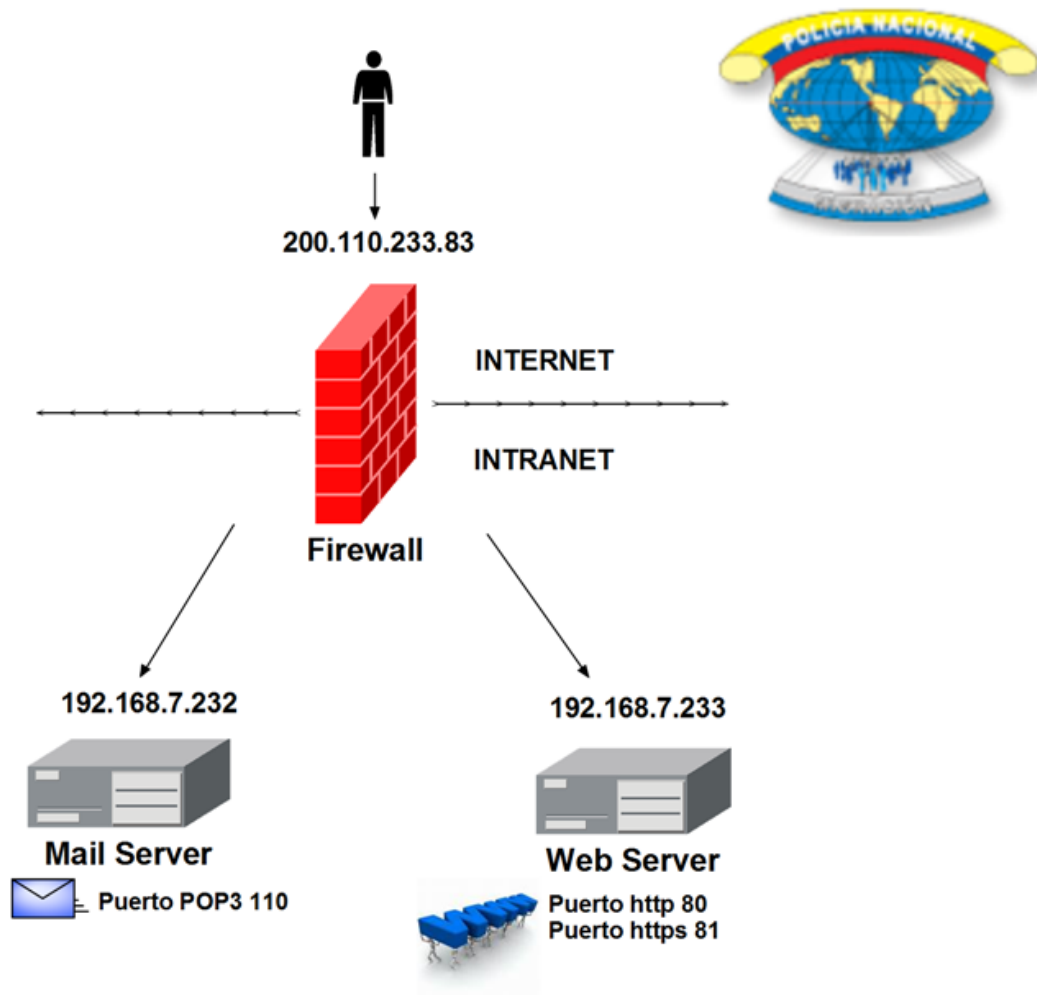 POLICIA NACIONAL
200.110.233.83
INTERNET
INTRANET
Firewall
192.168.7.232
192.168.7.233
Mail Server
Web Server
Puerto POP3 110
www
Puerto http 80
Puerto https 81